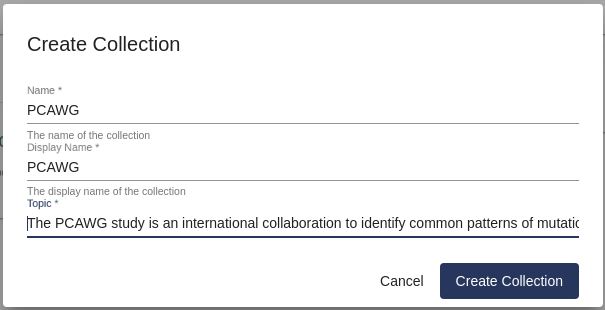 Create Collection
Name *
PCAWG
The name of the collection
Display Name *
PCAWG
The display name of the collection
Topic *
The PCAWG study is an international collaboration to identify common patterns of
Cancel Create Collection